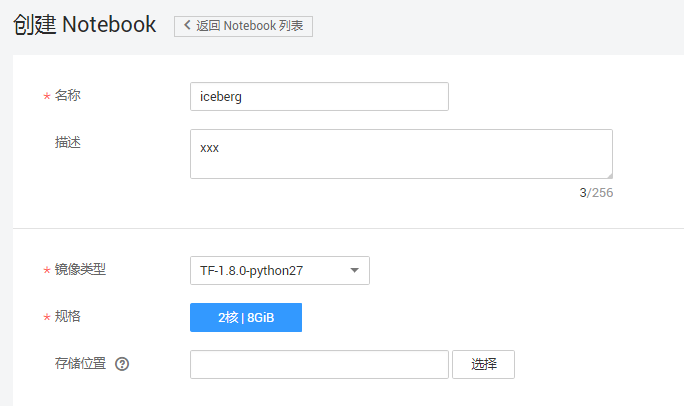 创建 Notebook 返回 Notebook 列表
* 名称 iceberg
描述 xxx
3/256
* 镜像类型 TF-1.8.0-python27
* 规格 2核 | 8GiB
存储位置 ? 选择